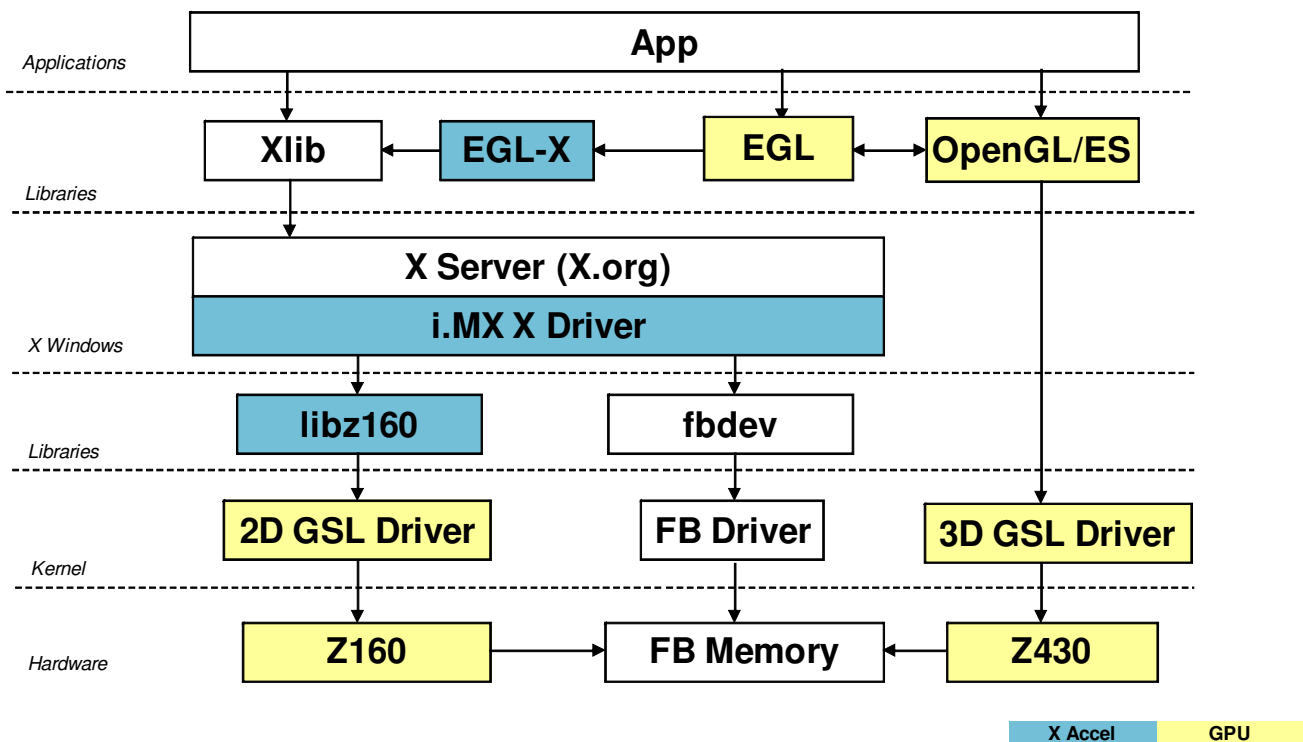 App
Applications
Xlib
EGL-X
EGL
OpenGL/ES
Libraries
X Server (X.org)
i.MX X Driver
X Windows
libz160
fbdev
Libraries
2D GSL Driver
FB Driver
3D GSL Driver
Kernel
Z160
FB Memory
Z430
Hardware
X Accel
GPU